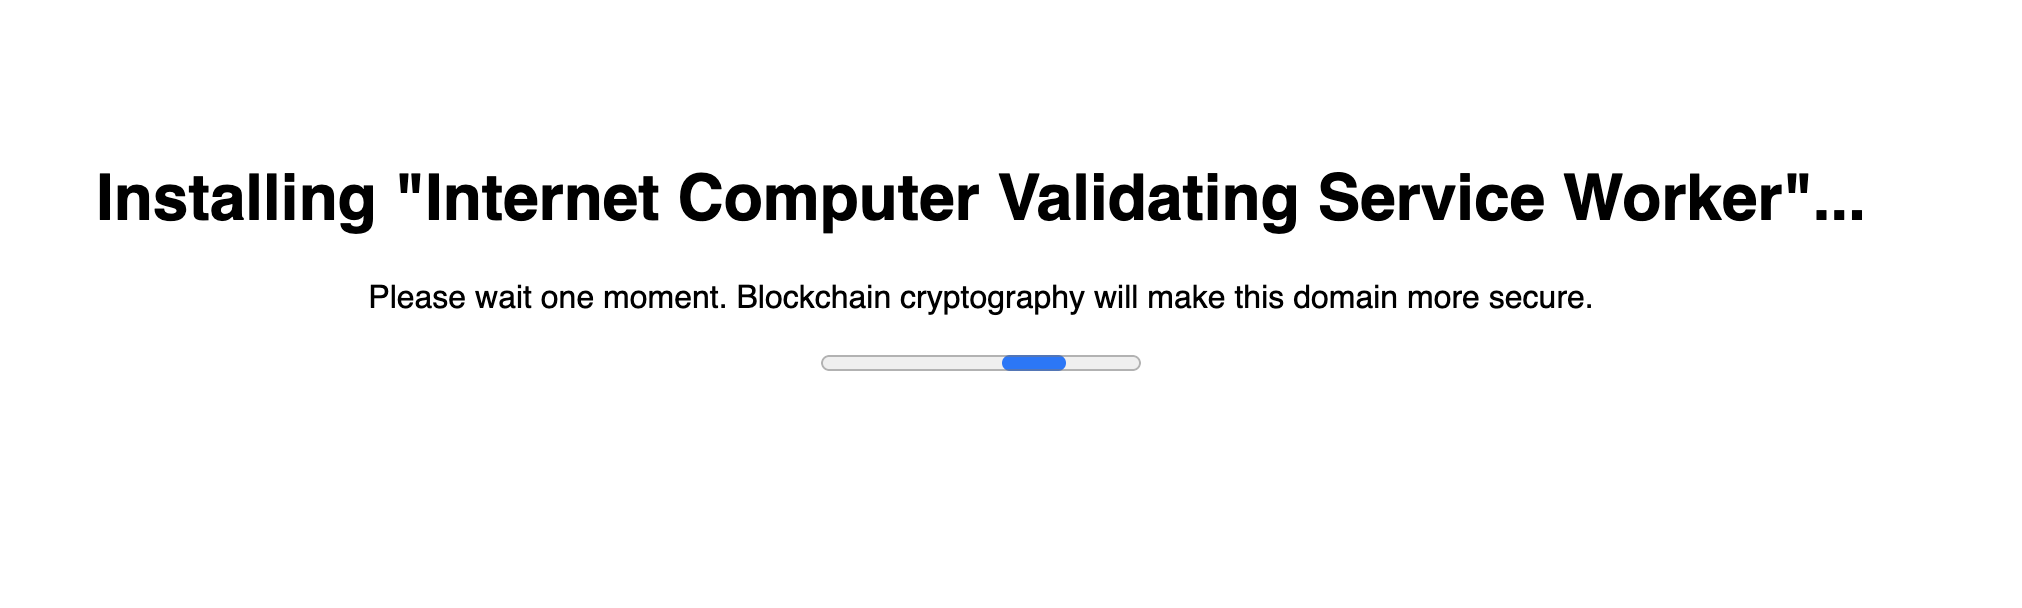 Installing "Internet Computer Validating Service Worker"...
Please wait one moment. Blockchain cryptography will make this domain more secure.